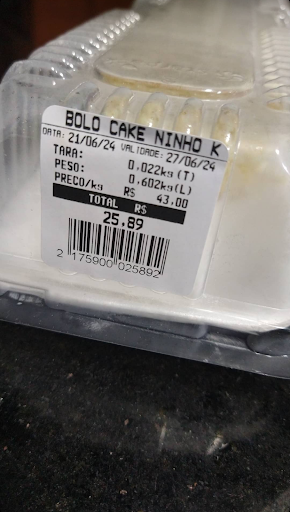 BOLO CAKE NINHO K
DATA: 21/06/24 VALIDADE: 27/06/24
TARA: 0.022kg (T)
PESO: 0.602kg (L)
PRECO/kg R$ 43.00
TOTAL R$
25.89
2 175900 025892